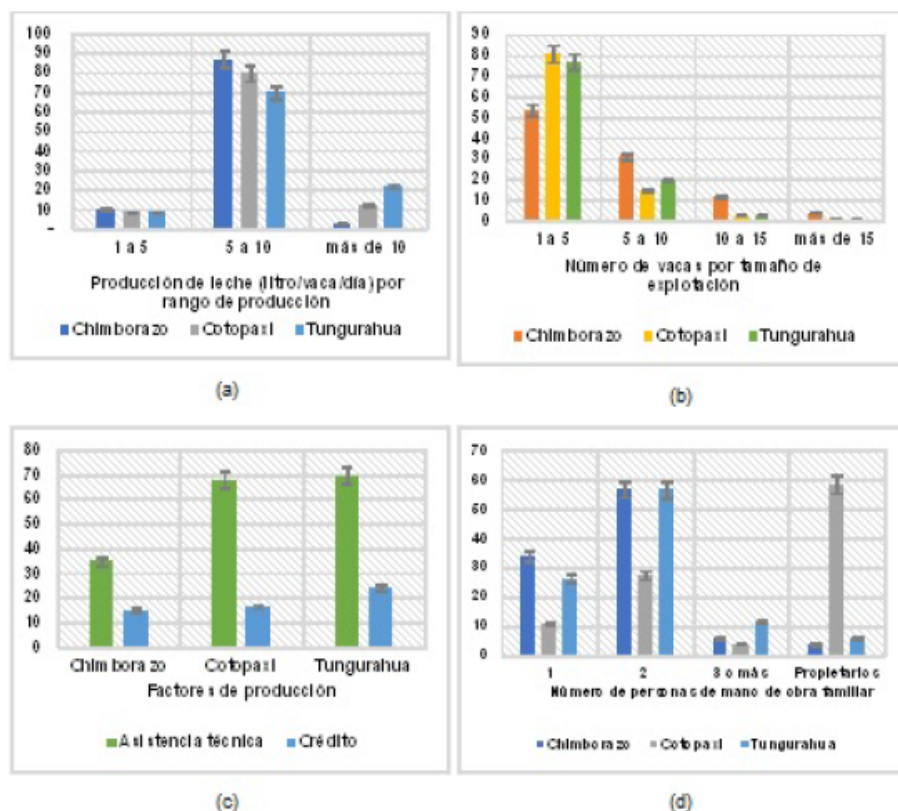 100
90
80
70
60
50
40
30
20
10
-
1 a 5
5 a 10
más de 10
Producción de leche (litro/vaca/día) por
rango de producción
Chimborazo Cotopaxi Tungurahua
(a)
90
80
70
60
50
40
30
20
10
0
1 a 5
5 a 10
10 a 15
más de 15
Número de vacas por tamaño de
explotación
Chimborazo Cotopaxi Tungurahua
(b)
80
70
60
50
40
30
20
10
0
Chimborazo
Cotopaxi
Tungurahua
Factores de producción
Asistencia técnica Crédito
(c)
70
60
50
40
30
20
10
0
1
2
3 o más
Propietarios
Número de personas de mano de obra familiar
Chimborazo Cotopaxi Tungurahua
(d)